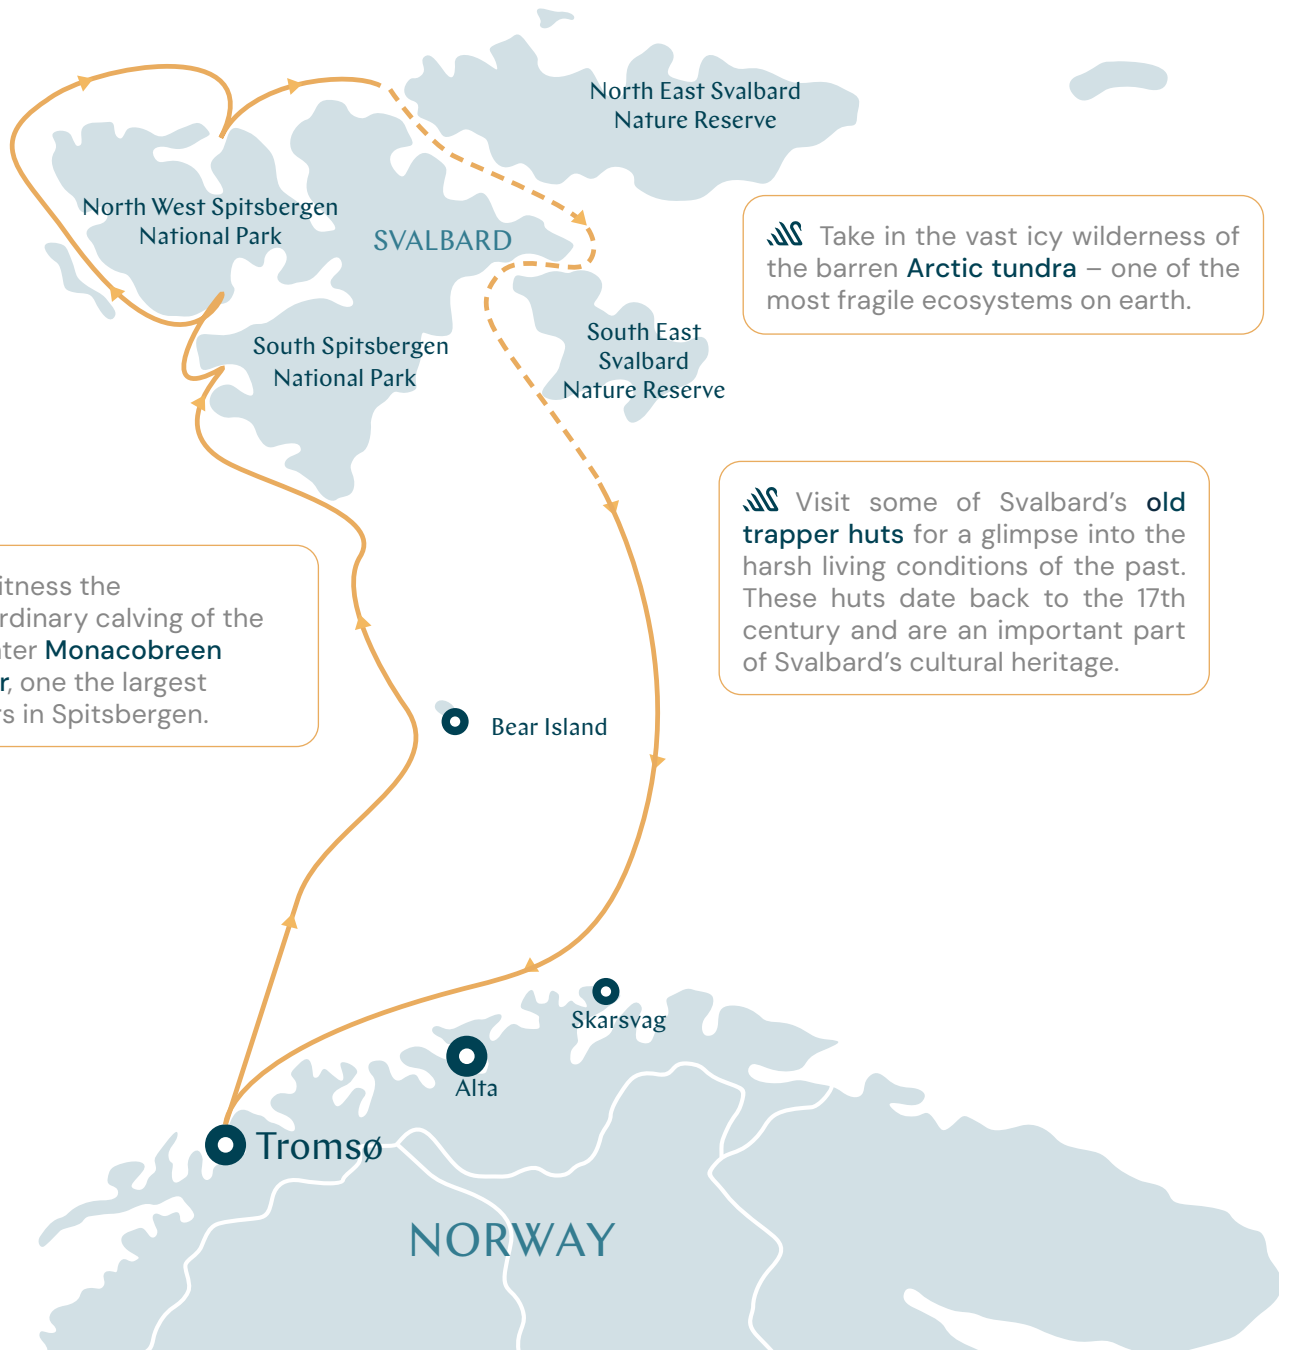 North East Svalbard
Nature Reserve
North West Spitsbergen
National Park
SVALBARD
Take in the vast icy wilderness of
the barren Arctic tundra – one of the
most fragile ecosystems on earth.
South East
Svalbard
Nature Reserve
South Spitsbergen
National Park
Visit some of Svalbard’s old
trapper huts for a glimpse into the
harsh living conditions of the past.
These huts date back to the 17th
century and are an important part
of Svalbard’s cultural heritage.
itness the
rdinary calving of the
ter Monacobreen
r, one the largest
rs in Spitsbergen.
Bear Island
Skarsvag
Alta
Tromsø
NORWAY